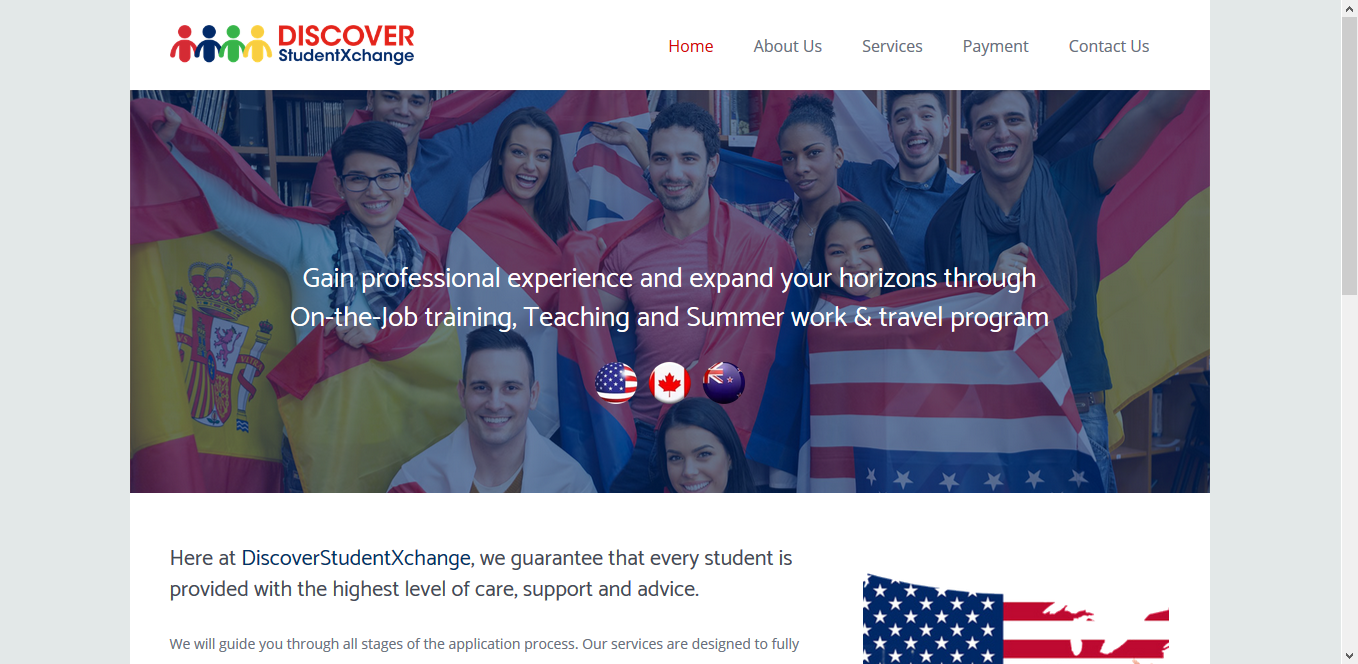 DISCOVER
StudentXchange
Home About Us Services Payment Contact Us
Gain professional experience and expand your horizons through
On-the-Job training, Teaching and Summer work & travel program
Here at DiscoverStudentXchange, we guarantee that every student is
provided with the highest level of care, support and advice.
We will guide you through all stages of the application process. Our services are designed to fully